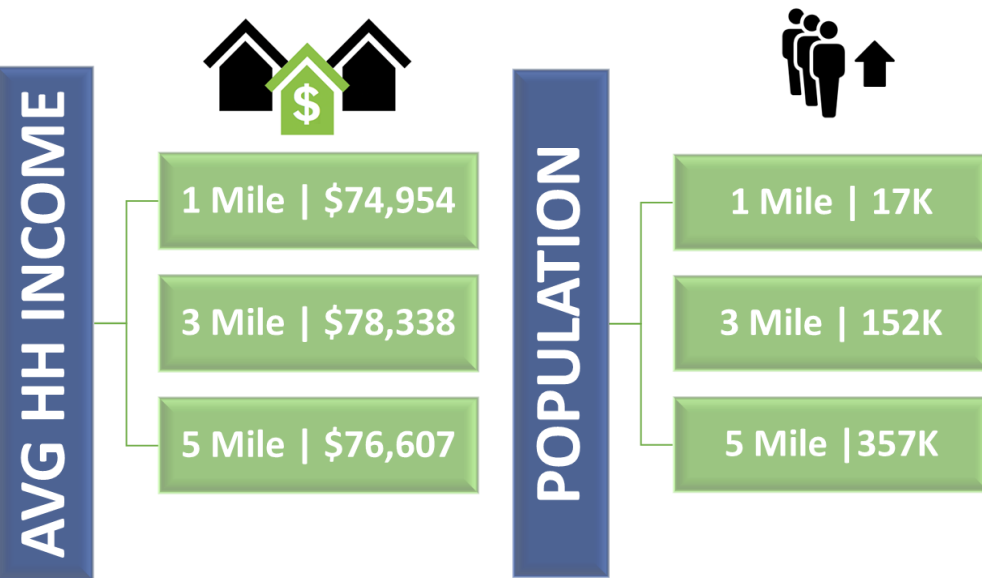 AVG HH INCOME
$
1 Mile | $74,954
3 Mile | $78,338
5 Mile | $76,607
POPULATION
1 Mile | 17K
3 Mile | 152K
5 Mile |357K